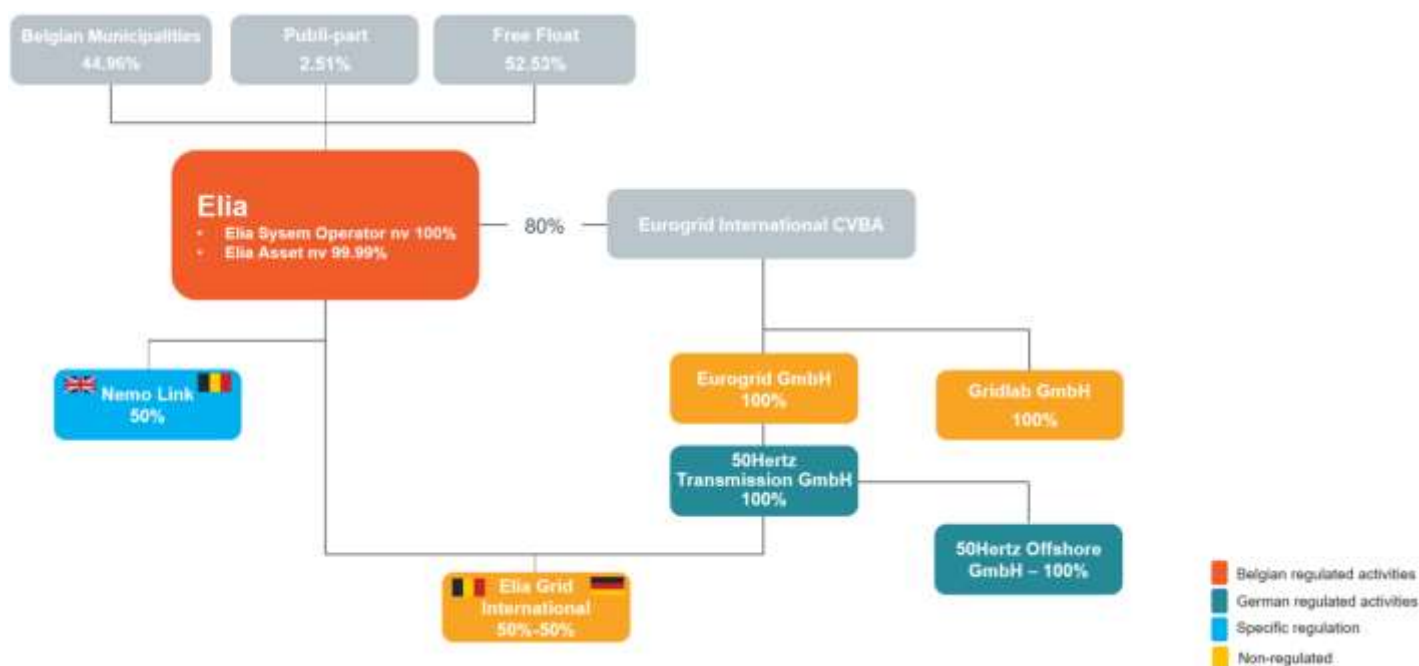 Belgian Municipalities
44.96%
Publi-part
2.51%
Free Float
52.53%
Elia
• Elia Sysem Operator nv 100%
• Elia Asset nv 99.99%
80%
Eurogrid International CVBA
Nemo Link
50%
Eurogrid GmbH
100%
Gridlab GmbH
100%
50Hertz
Transmission GmbH
100%
50Hertz Offshore
GmbH – 100%
Elia Grid
International
50%-50%
Belgian regulated activities
German regulated activities
Specific regulation
Non-regulated